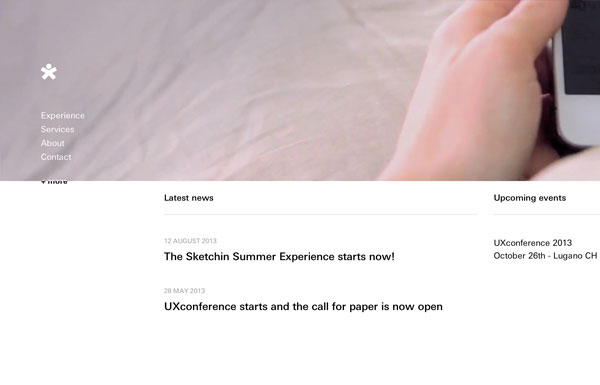 Experience
Services
About
Contact
+ more
Latest news
12 AUGUST 2013
The Sketchin Summer Experience starts now!
28 MAY 2013
UXconference starts and the call for paper is now open
Upcoming events
UXconference 2013
October 26th - Lugano CH